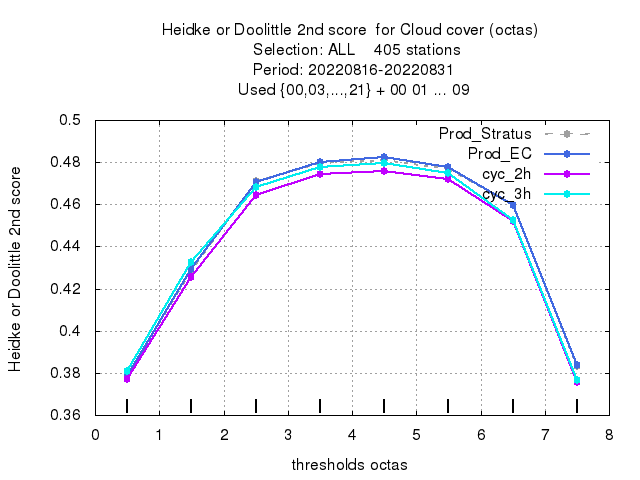 Heidke or Doolittle 2nd score  for Cloud cover (octas)
Selection: ALL    405 stations
Period: 20220816-20220831
Used {00,03,...,21} + 00 01 ... 09
Prod_Stratus
Prod_EC
cyc_2h
cyc_3h
Heidke or Doolittle 2nd score
0.5
0.48
0.46
0.44
0.42
0.4
0.38
0.36
0 1 2 3 4 5 6 7 8
thresholds octas